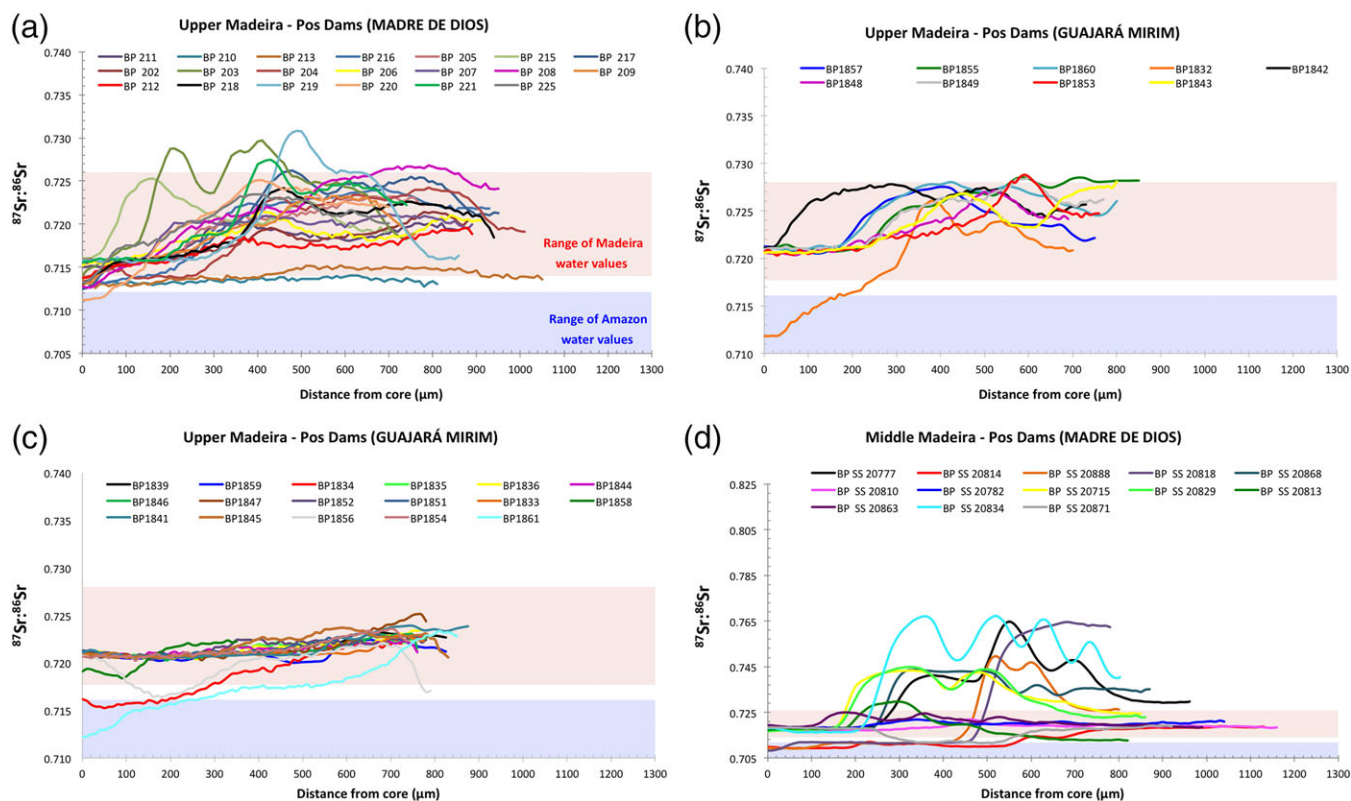 (a)
Upper Madeira - Pos Dams (MADRE DE DIOS)
BP 211 BP 210 BP 213 BP 216 BP 205 BP 215 BP 217
BP 202 BP 203 BP 204 BP 206 BP 207 BP 208 BP 209
BP 212 BP 218 BP 219 BP 220 BP 221 BP 225
0.740
0.735
0.730
0.725
0.720
0.715
0.710
0.705
87Sr:86Sr
Range of Madeira
water values
Range of Amazon
water values
0 100 200 300 400 500 600 700 800 900 1000 1100 1200 1300
Distance from core (µm)
(b)
Upper Madeira - Pos Dams (GUAJARÁ MIRIM)
BP1857 BP1855 BP1860 BP1832 BP1842
BP1848 BP1849 BP1853 BP1843
0.740
0.735
0.730
0.725
0.720
0.715
0.710
87Sr:86Sr
0 100 200 300 400 500 600 700 800 900 1000 1100 1200 1300
Distance from core (µm)
(c)
Upper Madeira - Pos Dams (GUAJARÁ MIRIM)
BP1839 BP1859 BP1834 BP1835 BP1836 BP1844
BP1846 BP1847 BP1852 BP1851 BP1833 BP1858
BP1841 BP1845 BP1856 BP1854 BP1861
0.740
0.735
0.730
0.725
0.720
0.715
0.710
87Sr:86Sr
0 100 200 300 400 500 600 700 800 900 1000 1100 1200 1300
Distance from core (µm)
(d)
Middle Madeira - Pos Dams (MADRE DE DIOS)
BP SS 20777 BP SS 20814 BP SS 20888 BP SS 20818 BP SS 20868
BP SS 20810 BP SS 20782 BP SS 20715 BP SS 20829 BP SS 20813
BP SS 20863 BP SS 20834 BP SS 20871
0.825
0.805
0.785
0.765
0.745
0.725
0.705
87Sr:86Sr
0 100 200 300 400 500 600 700 800 900 1000 1100 1200 1300
Distance from core (µm)